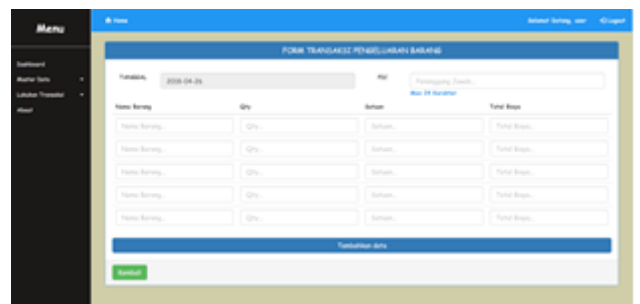 Menu
Home
Selamat Datang, user
Logout
Dashboard
Master Data
Lakukan Transaksi
About
FORM TRANSAKSI PENGELUARAN BARANG
Tanggal
2018-04-26
PNJ
Penanggung Jawab..
Max 24 Karakter
Nama Barang Qty Satuan Total Biaya
Nama Barang.. Qty.. Satuan.. Total Biaya..
Nama Barang.. Qty.. Satuan.. Total Biaya..
Nama Barang.. Qty.. Satuan.. Total Biaya..
Nama Barang.. Qty.. Satuan.. Total Biaya..
Nama Barang.. Qty.. Satuan.. Total Biaya..
Tambahkan data
Kembali